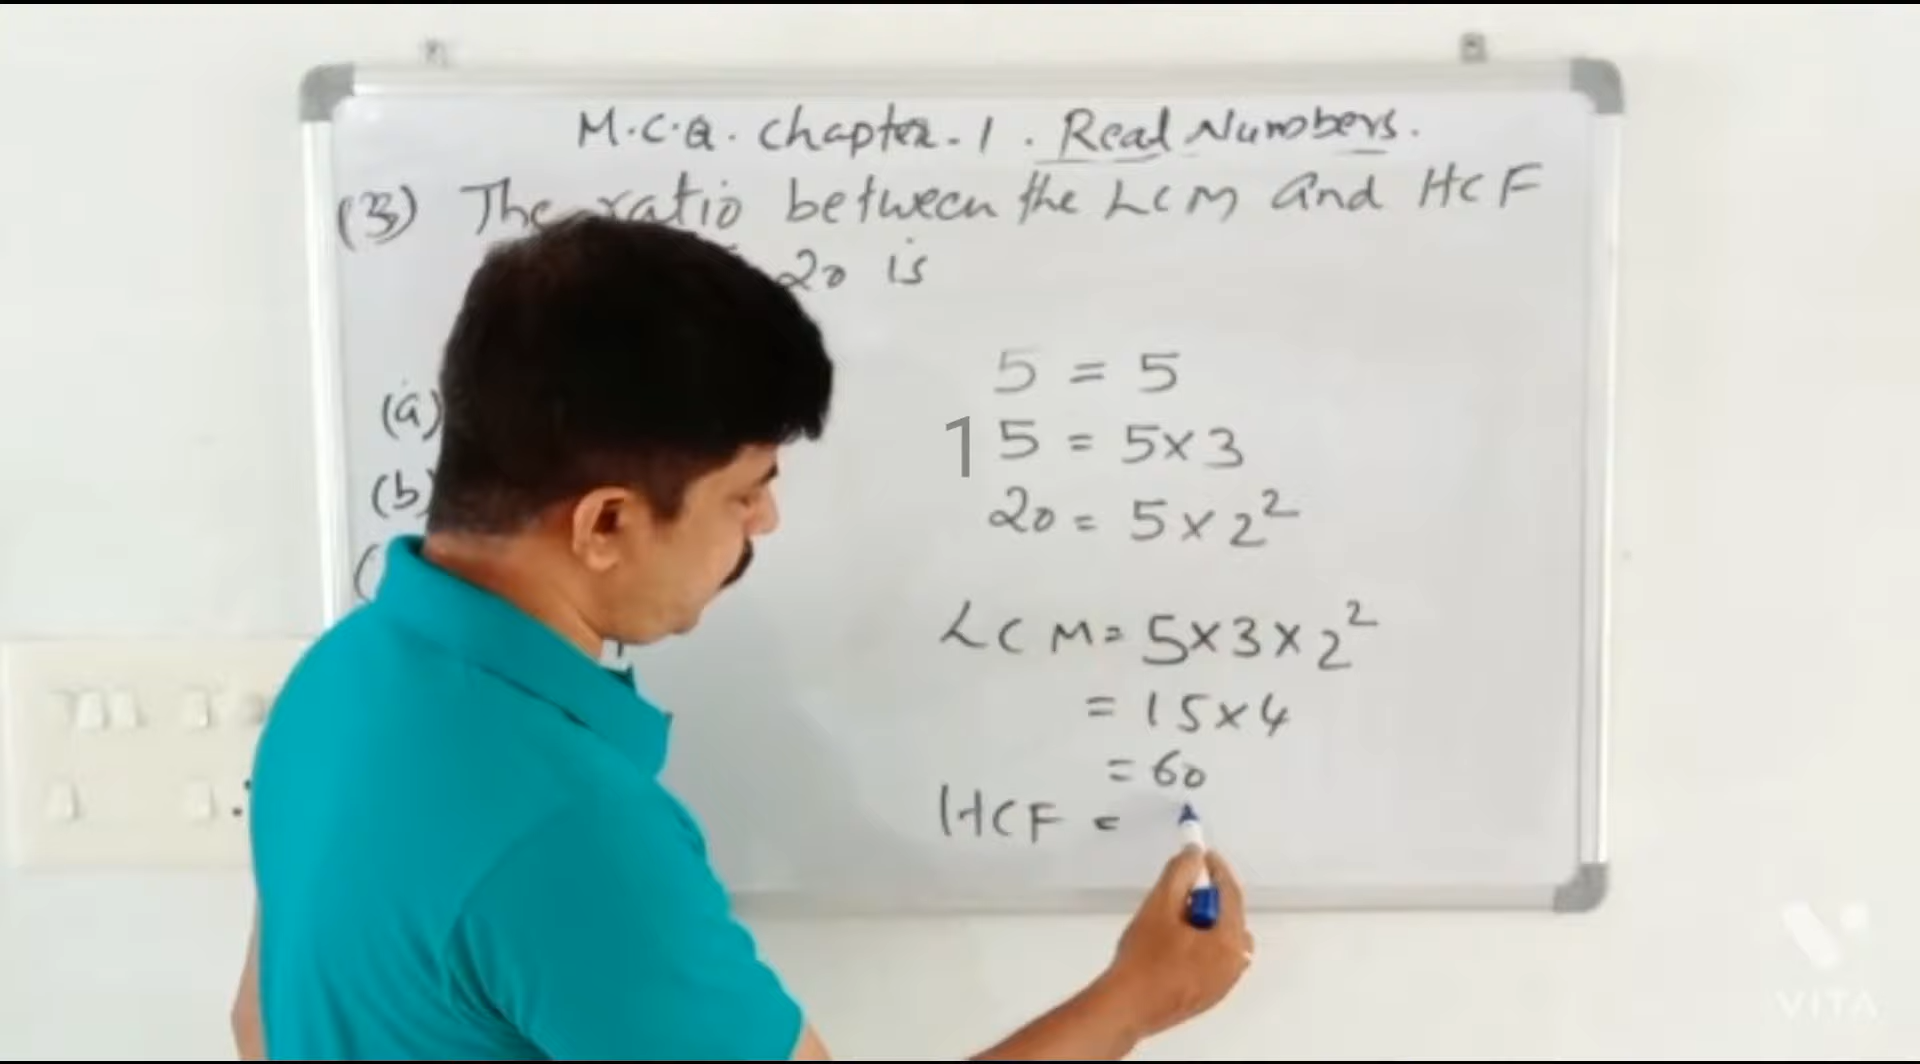 M.C.Q. Chapter-1. Real Numbers.
(3) The ratio between the LCM and HCF
20 is
(a)
(b)
(
5 = 5
15 = 5×3
20 = 5×2²
LCM = 5×3×2²
= 15×4
= 60
HCF =
VITA